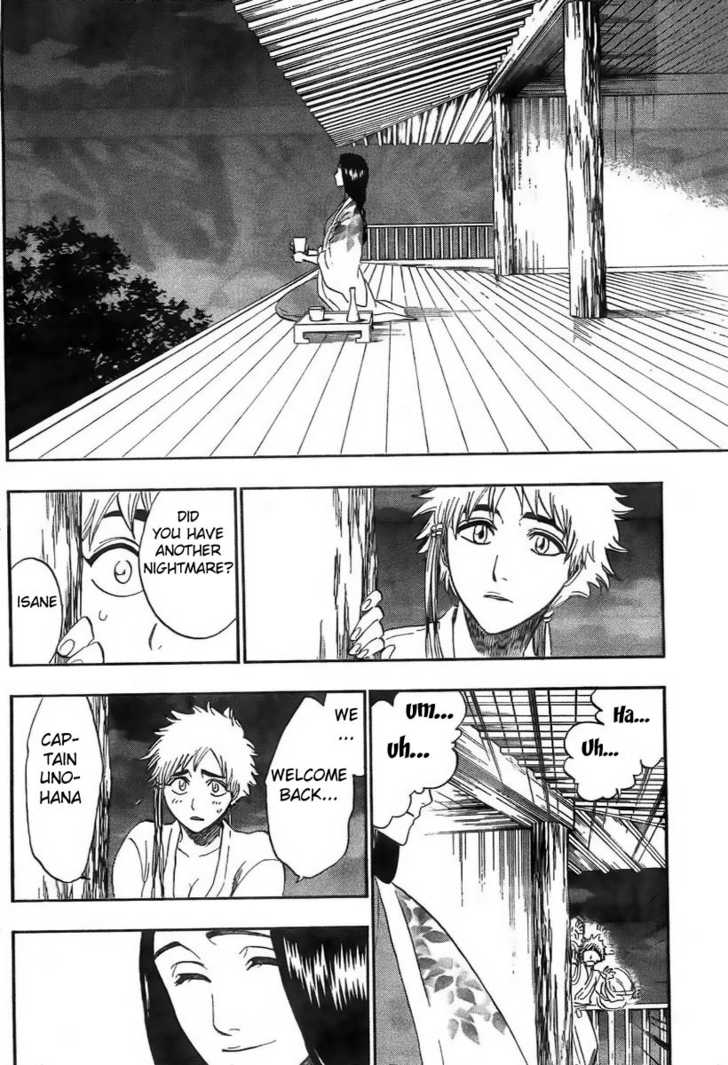 DID
YOU HAVE
ANOTHER
NIGHTMARE?
ISANE
Ha...
Uh...
um...
uh...
WE
...
WELCOME
BACK...
CAP-
TAIN
UNO-
HANA